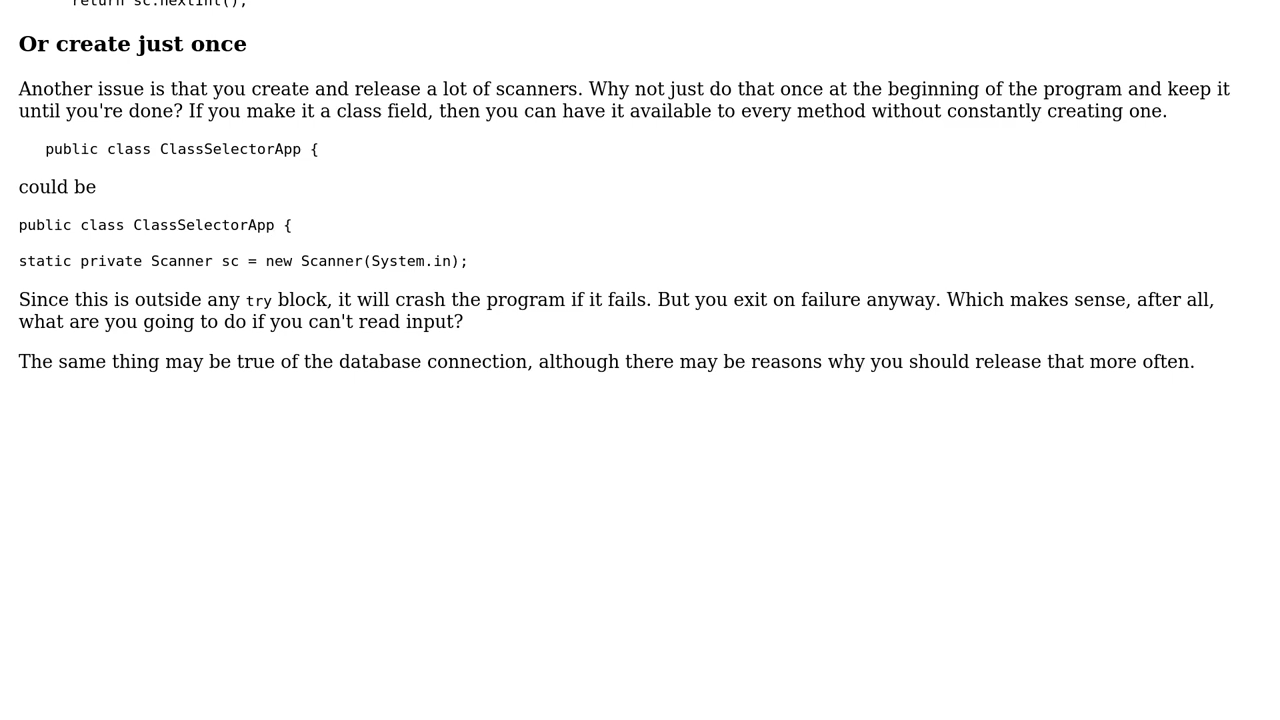 return sc.nextInt();
Or create just once
Another issue is that you create and release a lot of scanners. Why not just do that once at the beginning of the program and keep it
until you're done? If you make it a class field, then you can have it available to every method without constantly creating one.
public class ClassSelectorApp {
could be
public class ClassSelectorApp {
static private Scanner sc = new Scanner(System.in);
Since this is outside any try block, it will crash the program if it fails. But you exit on failure anyway. Which makes sense, after all,
what are you going to do if you can't read input?
The same thing may be true of the database connection, although there may be reasons why you should release that more often.